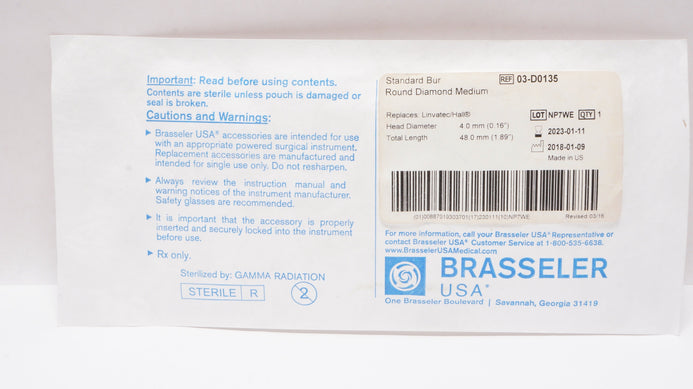 Important: Read before using contents.
Contents are sterile unless pouch is damaged or
seal is broken.
Cautions and Warnings:
Brasseler USA® accessories are intended for use
with an appropriate powered surgical instrument.
Replacement accessories are manufactured and
intended for single use only. Do not resharpen.
Always review the instruction manual and
warning notices of the instrument manufacturer.
Safety glasses are recommended.
It is important that the accessory is properly
inserted and securely locked into the instrument
before use.
Rx only.
Sterilized by: GAMMA RADIATION
STERILE R
2
Standard Bur REF 03-D0135
Round Diamond Medium
Replaces: Linvatec/Hall® LOT NP7WE QTY 1
Head Diameter 4.0 mm (0.16") 2023-01-11
Total Length 48.0 mm (1.89") 2018-01-09
Made in US
(01)00887919303701(17)230111(10)NP7WE Revised 03/16
For more information, call your Brasseler USA® Representative or
contact Brasseler USA® Customer Service at 1-800-535-6638.
www.BrasselerUSAMedical.com
BRASSELER
USA®
One Brasseler Boulevard | Savannah, Georgia 31419